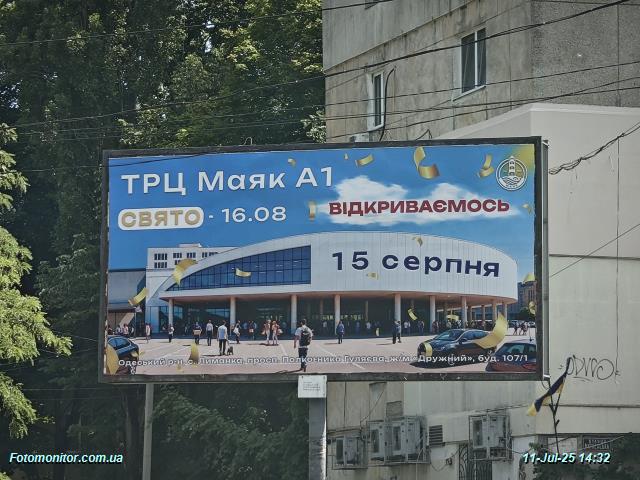 ТРЦ Маяк А1
СВЯТО - 16.08
ВІДКРИВАЄМОСЬ
15 серпня
Одеський р-н, с. Лиманка, просп. Полковника Гуляєва, ж/м «Дружний», буд. 107/1
Fotomonitor.com.ua
11-Jul-25 14:32